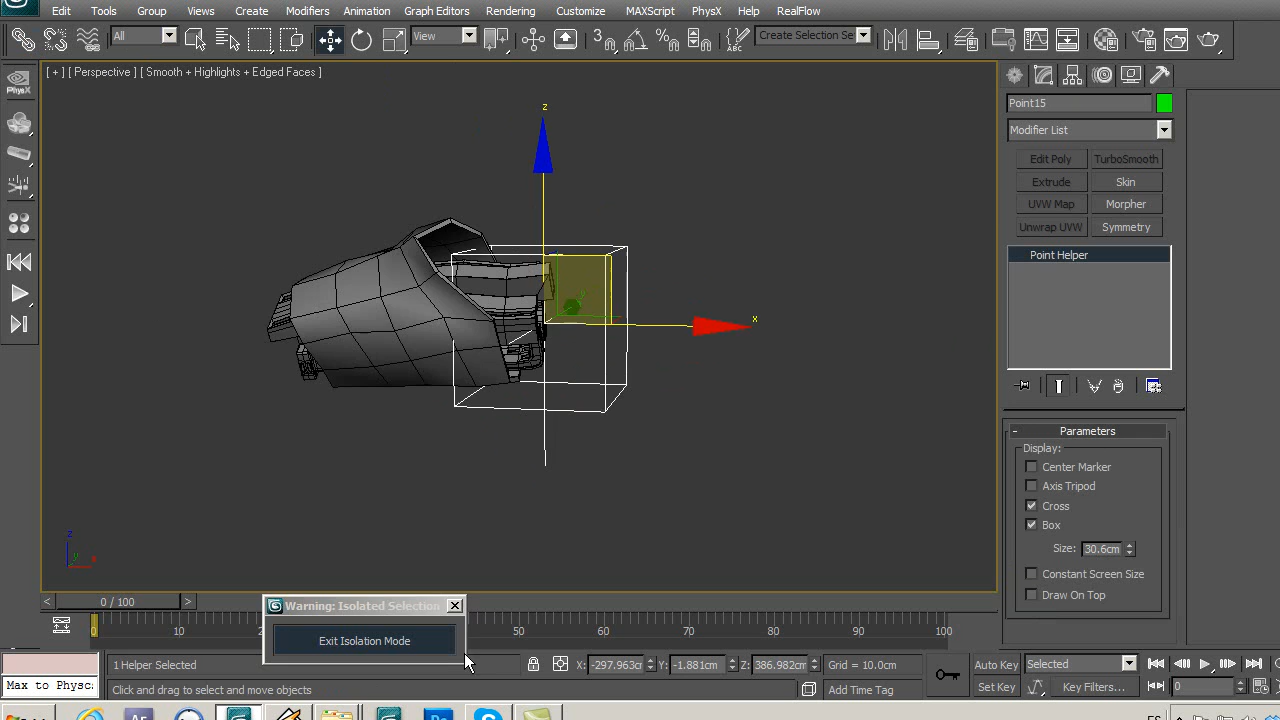 Edit Tools Group Views Create Modifiers Animation Graph Editors Rendering Customize MAXScript PhysX Help RealFlow
All View 3 % Create Selection Se
[ + ] [ Perspective ] [ Smooth + Highlights + Edged Faces ]
PhysX
Point15
Modifier List
Edit Poly TurboSmooth
Extrude Skin
UVW Map Morpher
Unwrap UVW Symmetry
Point Helper
z
x
- Parameters
Display:
Center Marker
Axis Tripod
Cross
Box
Size: 30.6cm
Constant Screen Size
Draw On Top
z
y
x
< 0 / 100 >
Warning: Isolated Selection
Exit Isolation Mode
0 10 50 60 70 80 90 100
1 Helper Selected X: -297.963cm Y: -1.881cm Z: 386.982cm Grid = 10.0cm Auto Key Selected
Max to Physc: Click and drag to select and move objects Add Time Tag Set Key Key Filters... 0